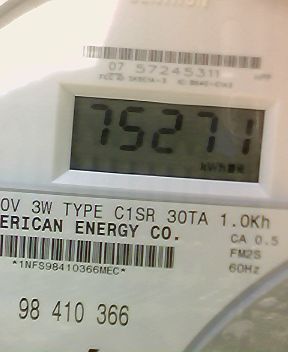 07 57245311
75271
kWh
0V 3W TYPE C1SR 30TA 1.0Kh
ERICAN ENERGY CO.
CA 0.5
FM2S
60Hz
*1NFS98410366MEC*
98 410 366